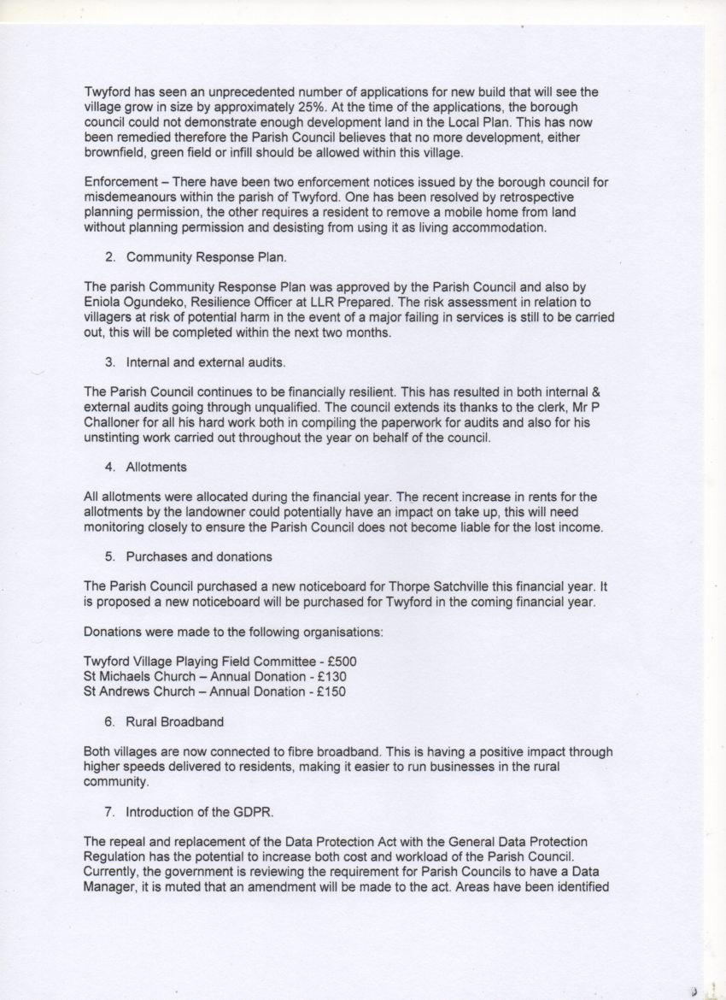 Twyford has seen an unprecedented number of applications for new build that will see the
village grow in size by approximately 25%. At the time of the applications, the borough
council could not demonstrate enough development land in the Local Plan. This has now
been remedied therefore the Parish Council believes that no more development, either
brownfield, green field or infill should be allowed within this village.
Enforcement – There have been two enforcement notices issued by the borough council for
misdemeanours within the parish of Twyford. One has been resolved by retrospective
planning permission, the other requires a resident to remove a mobile home from land
without planning permission and desisting from using it as living accommodation.
2. Community Response Plan.
The parish Community Response Plan was approved by the Parish Council and also by
Eniola Ogundeko, Resilience Officer at LLR Prepared. The risk assessment in relation to
villagers at risk of potential harm in the event of a major failing in services is still to be carried
out, this will be completed within the next two months.
3. Internal and external audits.
The Parish Council continues to be financially resilient. This has resulted in both internal &
external audits going through unqualified. The council extends its thanks to the clerk, Mr P
Challoner for all his hard work both in compiling the paperwork for audits and also for his
unstinting work carried out throughout the year on behalf of the council.
4. Allotments
All allotments were allocated during the financial year. The recent increase in rents for the
allotments by the landowner could potentially have an impact on take up, this will need
monitoring closely to ensure the Parish Council does not become liable for the lost income.
5. Purchases and donations
The Parish Council purchased a new noticeboard for Thorpe Satchville this financial year. It
is proposed a new noticeboard will be purchased for Twyford in the coming financial year.
Donations were made to the following organisations:
Twyford Village Playing Field Committee - £500
St Michaels Church – Annual Donation - £130
St Andrews Church – Annual Donation - £150
6. Rural Broadband
Both villages are now connected to fibre broadband. This is having a positive impact through
higher speeds delivered to residents, making it easier to run businesses in the rural
community.
7. Introduction of the GDPR.
The repeal and replacement of the Data Protection Act with the General Data Protection
Regulation has the potential to increase both cost and workload of the Parish Council.
Currently, the government is reviewing the requirement for Parish Councils to have a Data
Manager, it is muted that an amendment will be made to the act. Areas have been identified